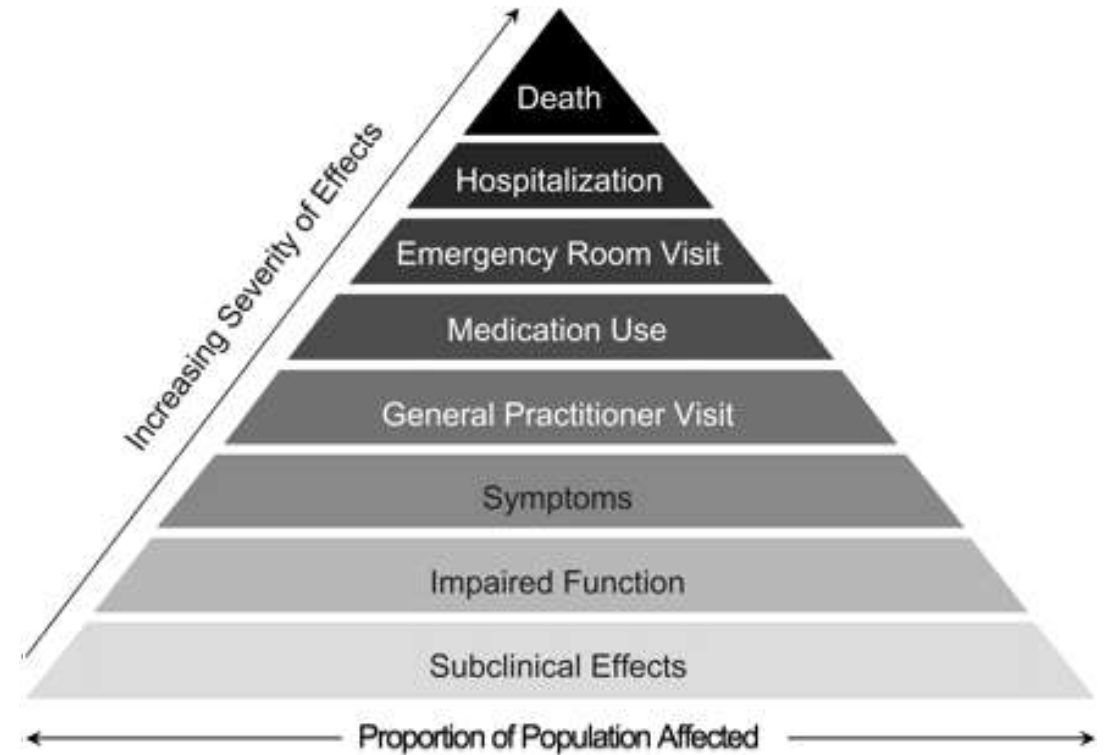 Increasing Severity of Effects
Death
Hospitalization
Emergency Room Visit
Medication Use
General Practitioner Visit
Symptoms
Impaired Function
Subclinical Effects
Proportion of Population Affected